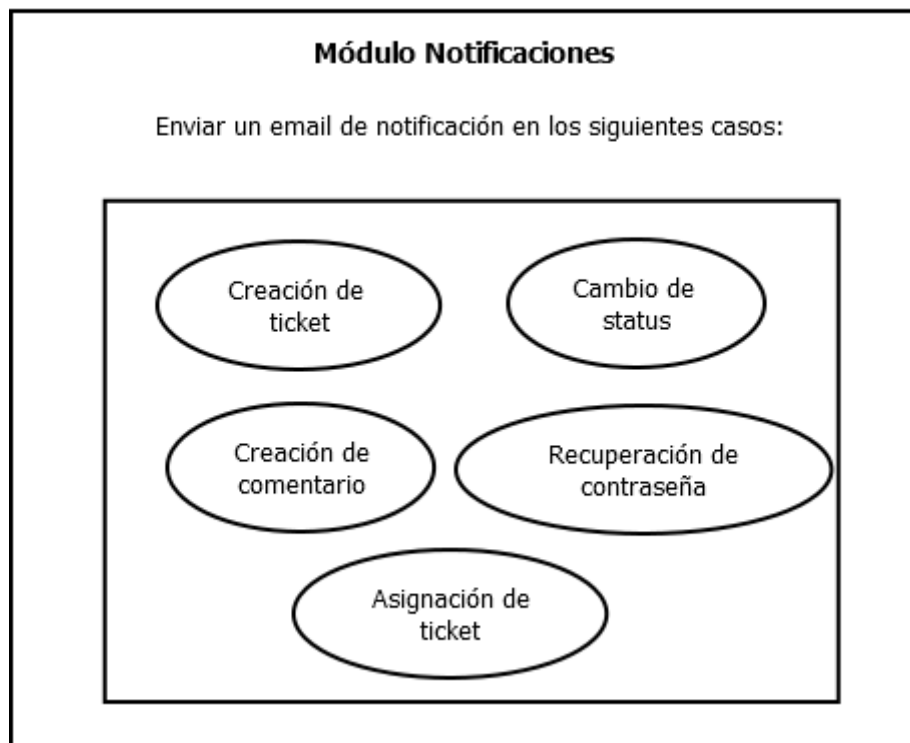 Módulo Notificaciones
Enviar un email de notificación en los siguientes casos:
Creación de
ticket
Cambio de
status
Creación de
comentario
Recuperación de
contraseña
Asignación de
ticket